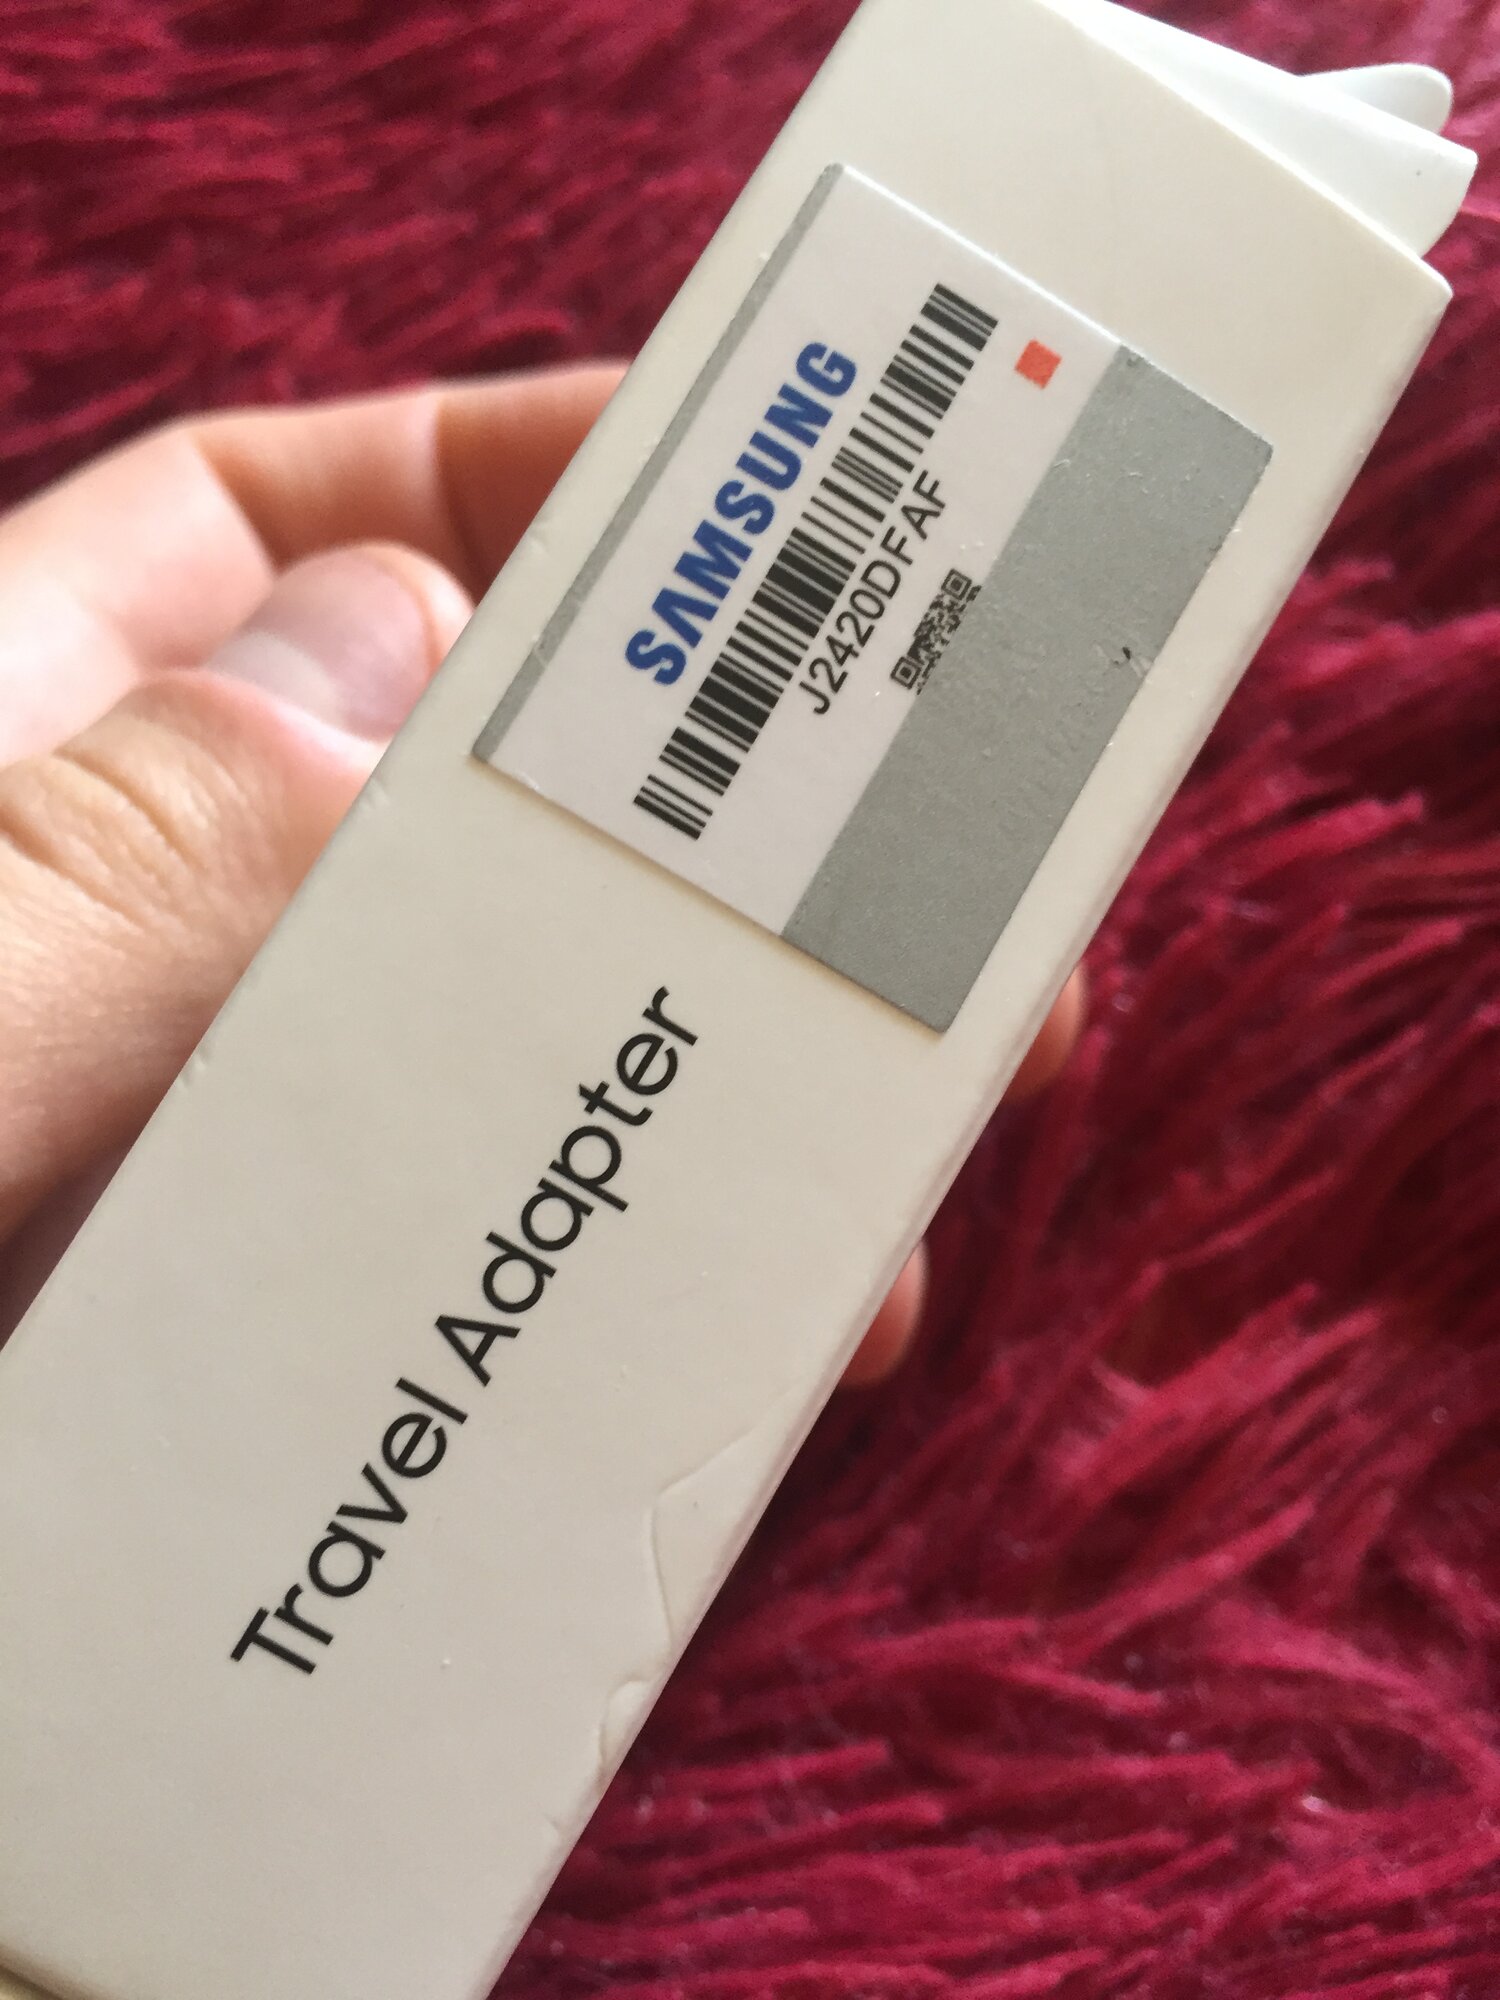 SAMSUNG
J2420DFAF
Travel Adapter